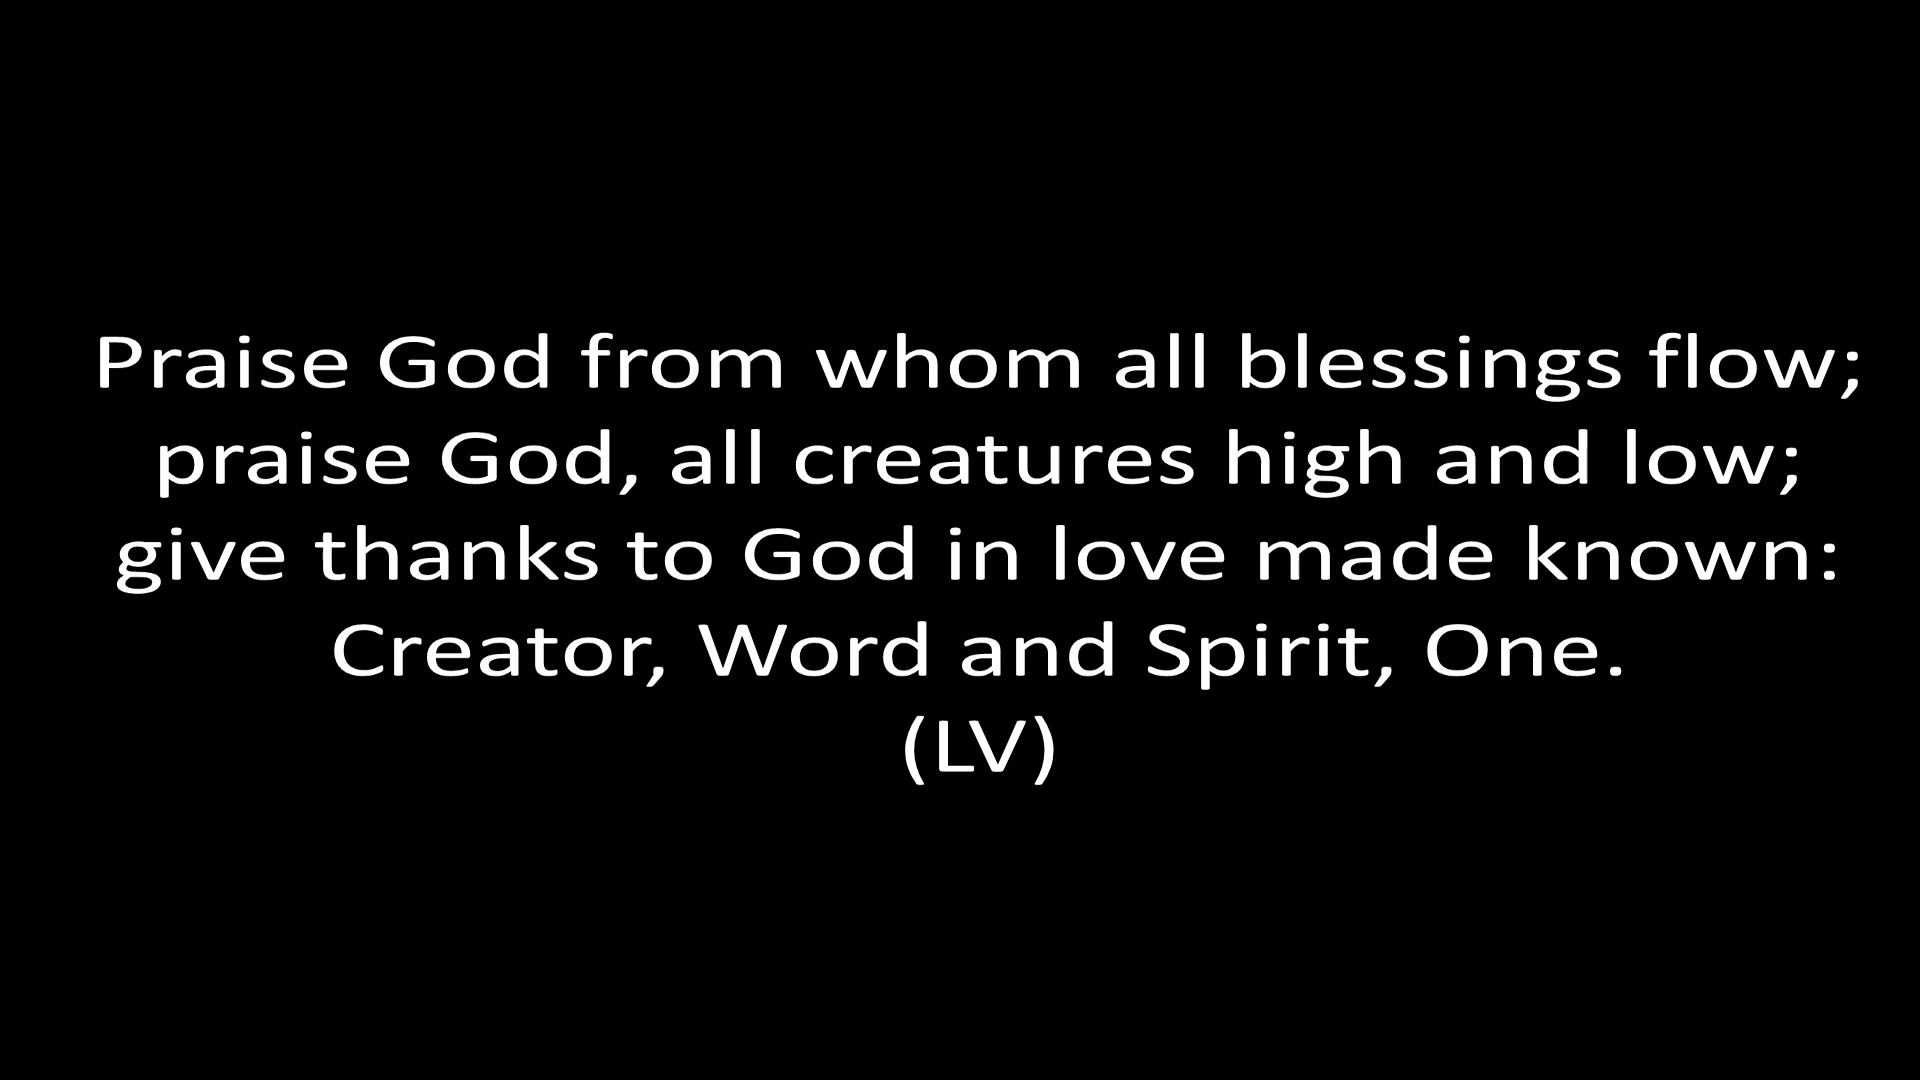 Praise God from whom all blessings flow;
praise God, all creatures high and low;
give thanks to God in love made known:
Creator, Word and Spirit, One.
(LV)